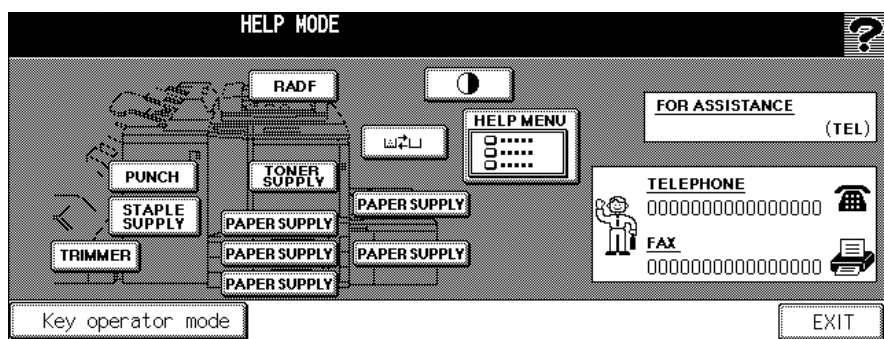 HELP MODE
?
RADF
HELP MENU
FOR ASSISTANCE
(TEL)
PUNCH
TONER
SUPPLY
STAPLE
SUPPLY
PAPER SUPPLY
PAPER SUPPLY
TRIMMER
PAPER SUPPLY
PAPER SUPPLY
PAPER SUPPLY
TELEPHONE
0000000000000000
FAX
0000000000000000
Key operator mode
EXIT